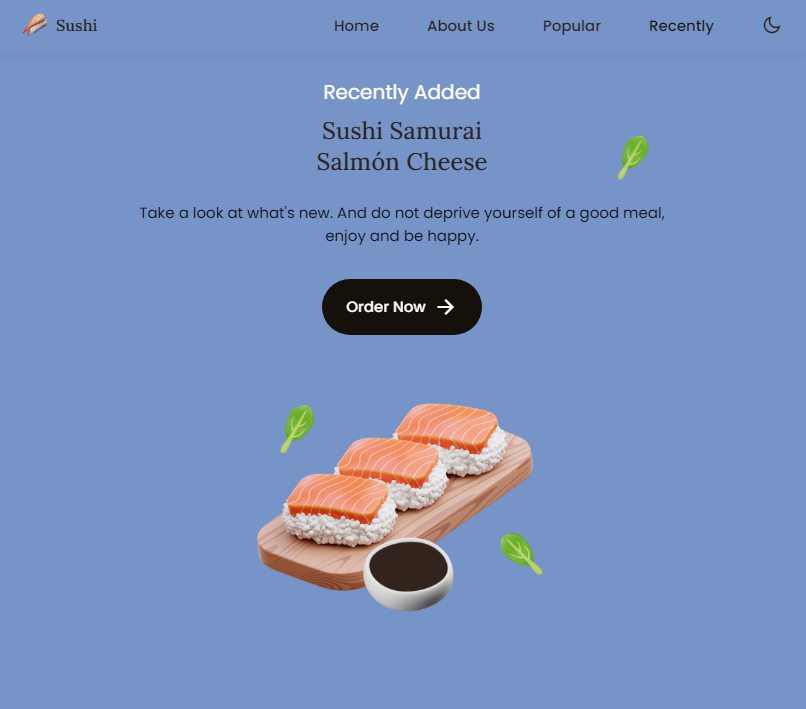 Sushi
Home
About Us
Popular
Recently
Recently Added
Sushi Samurai
Salmón Cheese
Take a look at what's new. And do not deprive yourself of a good meal,
enjoy and be happy.
Order Now